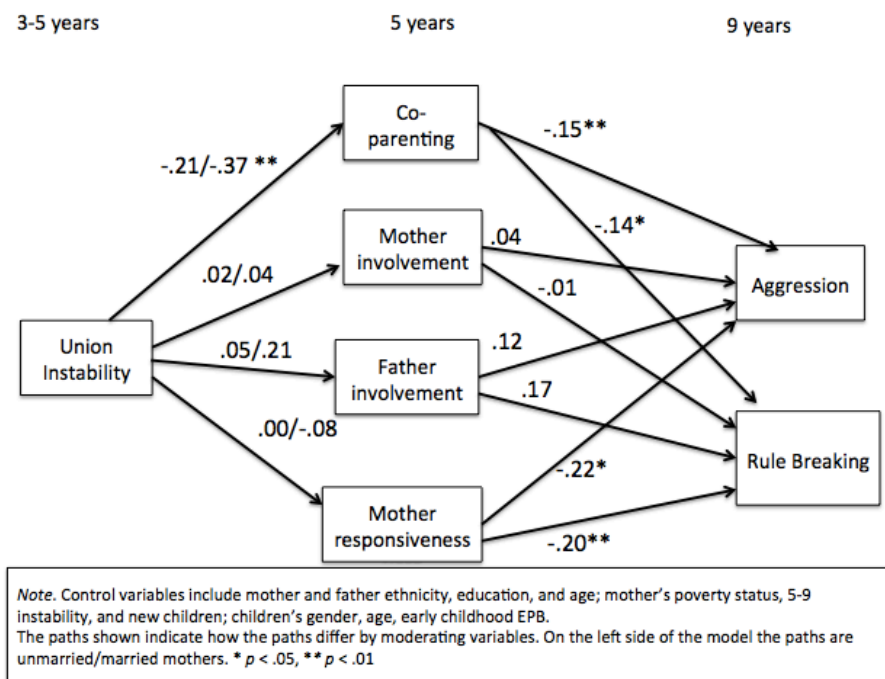 3-5 years
5 years
9 years
Co-
parenting
-.21/-.37 **
-.15**
-.14*
Mother
involvement
.04
.02/.04
-.01
Aggression
Union
Instability
.05/.21
.12
Father
involvement
.17
.00/-.08
Rule Breaking
-.22*
Mother
responsiveness
-.20**
Note. Control variables include mother and father ethnicity, education, and age; mother's poverty status, 5-9
instability, and new children; children's gender, age, early childhood EPB.
The paths shown indicate how the paths differ by moderating variables. On the left side of the model the paths are
unmarried/married mothers. * p < .05, ** p < .01